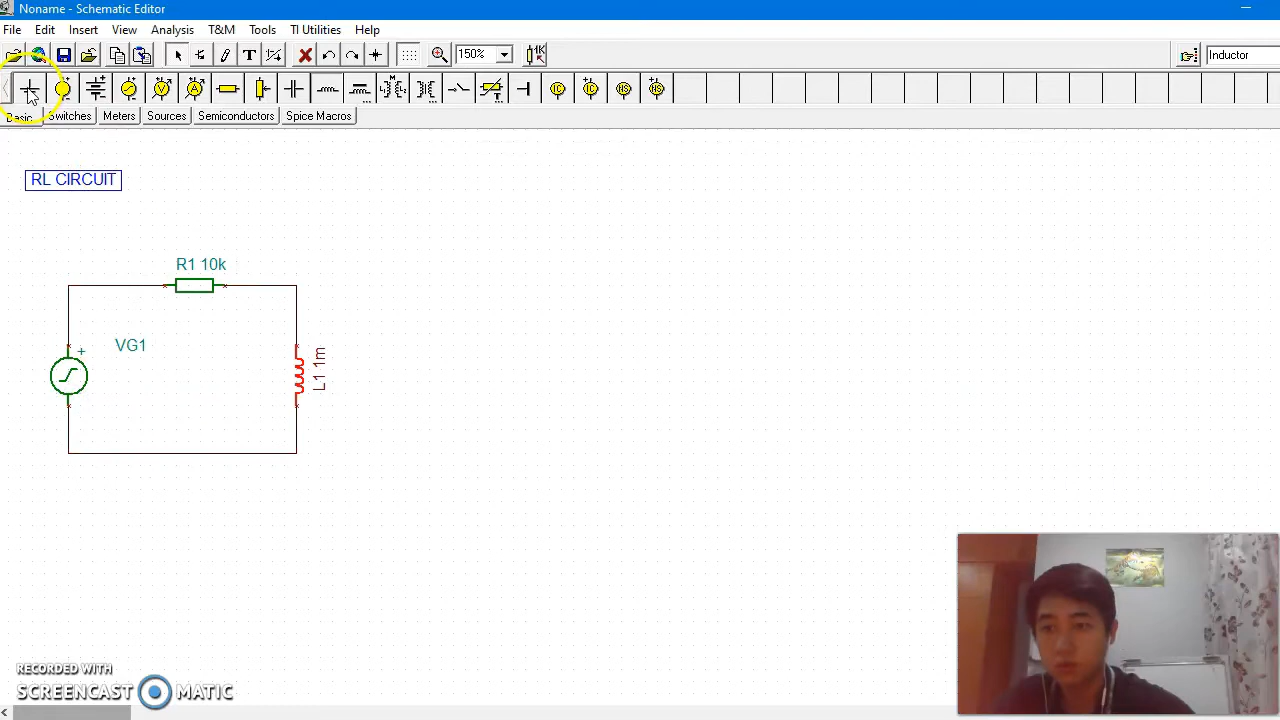 Noname - Schematic Editor
File Edit Insert View Analysis T&M Tools TI Utilities Help
T 150% 1K Inductor
Basic Switches Meters Sources Semiconductors Spice Macros
RL CIRCUIT
R1 10k
VG1
+
L1 1m
RECORDED WITH
SCREENCAST MATIC